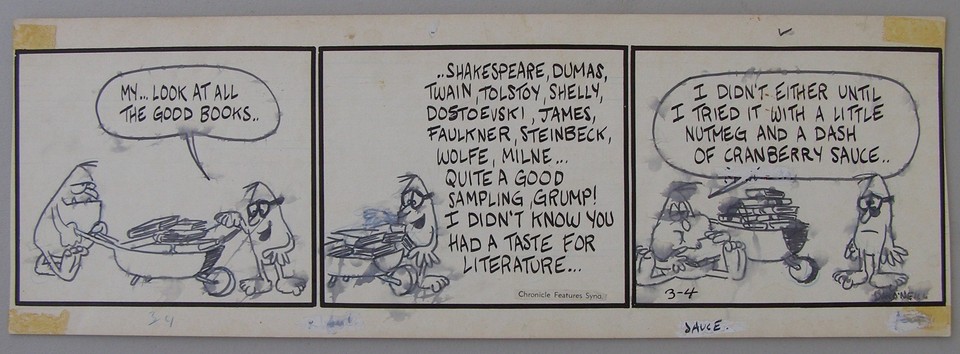 MY... LOOK AT ALL
THE GOOD BOOKS..
..SHAKESPEARE, DUMAS,
TWAIN, TOLSTOY, SHELLY,
DOSTOEVSKI, JAMES,
FAULKNER, STEINBECK,
WOLFE, MILNE...
QUITE A GOOD
SAMPLING, GRUMP!
I DIDN'T KNOW YOU
HAD A TASTE FOR
LITERATURE...
Chronicle Features Synd.
I DIDN'T EITHER UNTIL
I TRIED IT WITH A LITTLE
NUTMEG AND A DASH
OF CRANBERRY SAUCE..
3-4
3-4
SAUCE.